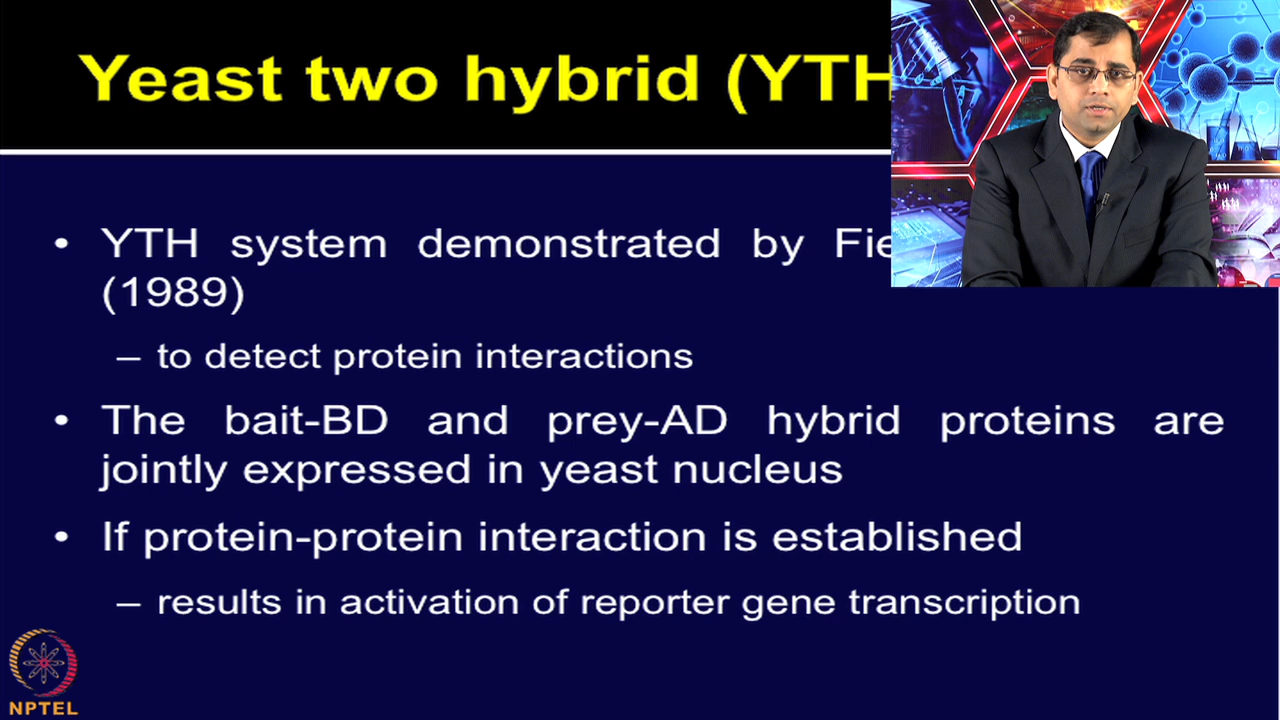 Yeast two hybrid (YTH
• YTH system demonstrated by
(1989)
– to detect protein interactions
• The bait-BD and prey-AD hybrid proteins are
jointly expressed in yeast nucleus
• If protein-protein interaction is established
– results in activation of reporter gene transcription
NPTEL